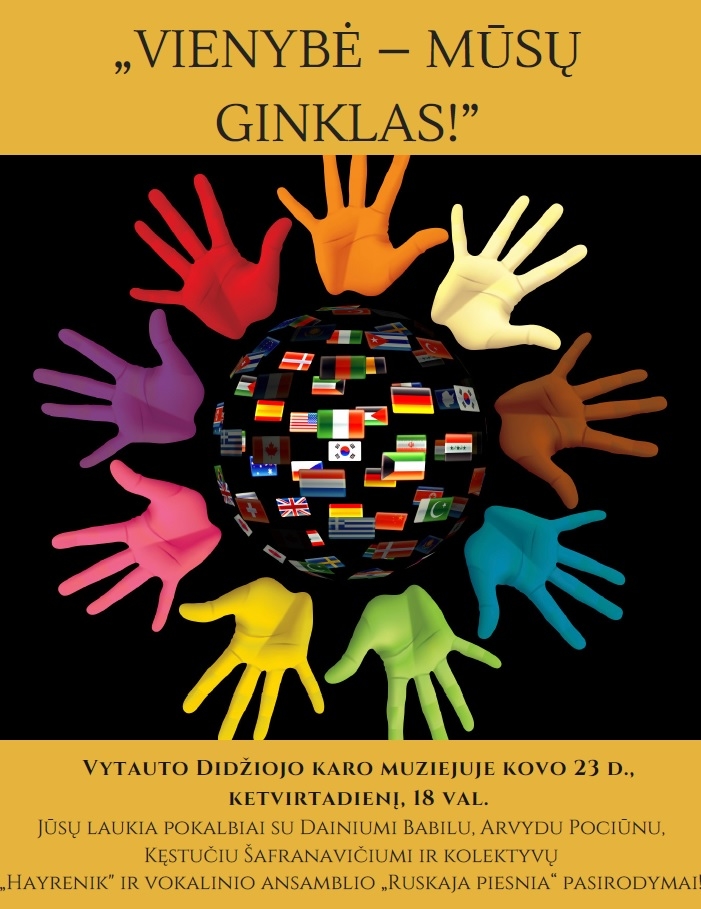 „VIENYBĖ – MŪSŲ
GINKLAS!”
Vytauto Didžiojo karo muziejuje kovo 23 d.,
ketvirtadienį, 18 val.
Jūsų laukia pokalbiai su Dainiumi Babilu, Arvydu Pociūnu,
Kęstučiu Šafranavičiumi ir kolektyvų
„Hayrenik" ir vokalinio ansamblio „Ruskaja piesnia“ pasirodymai!